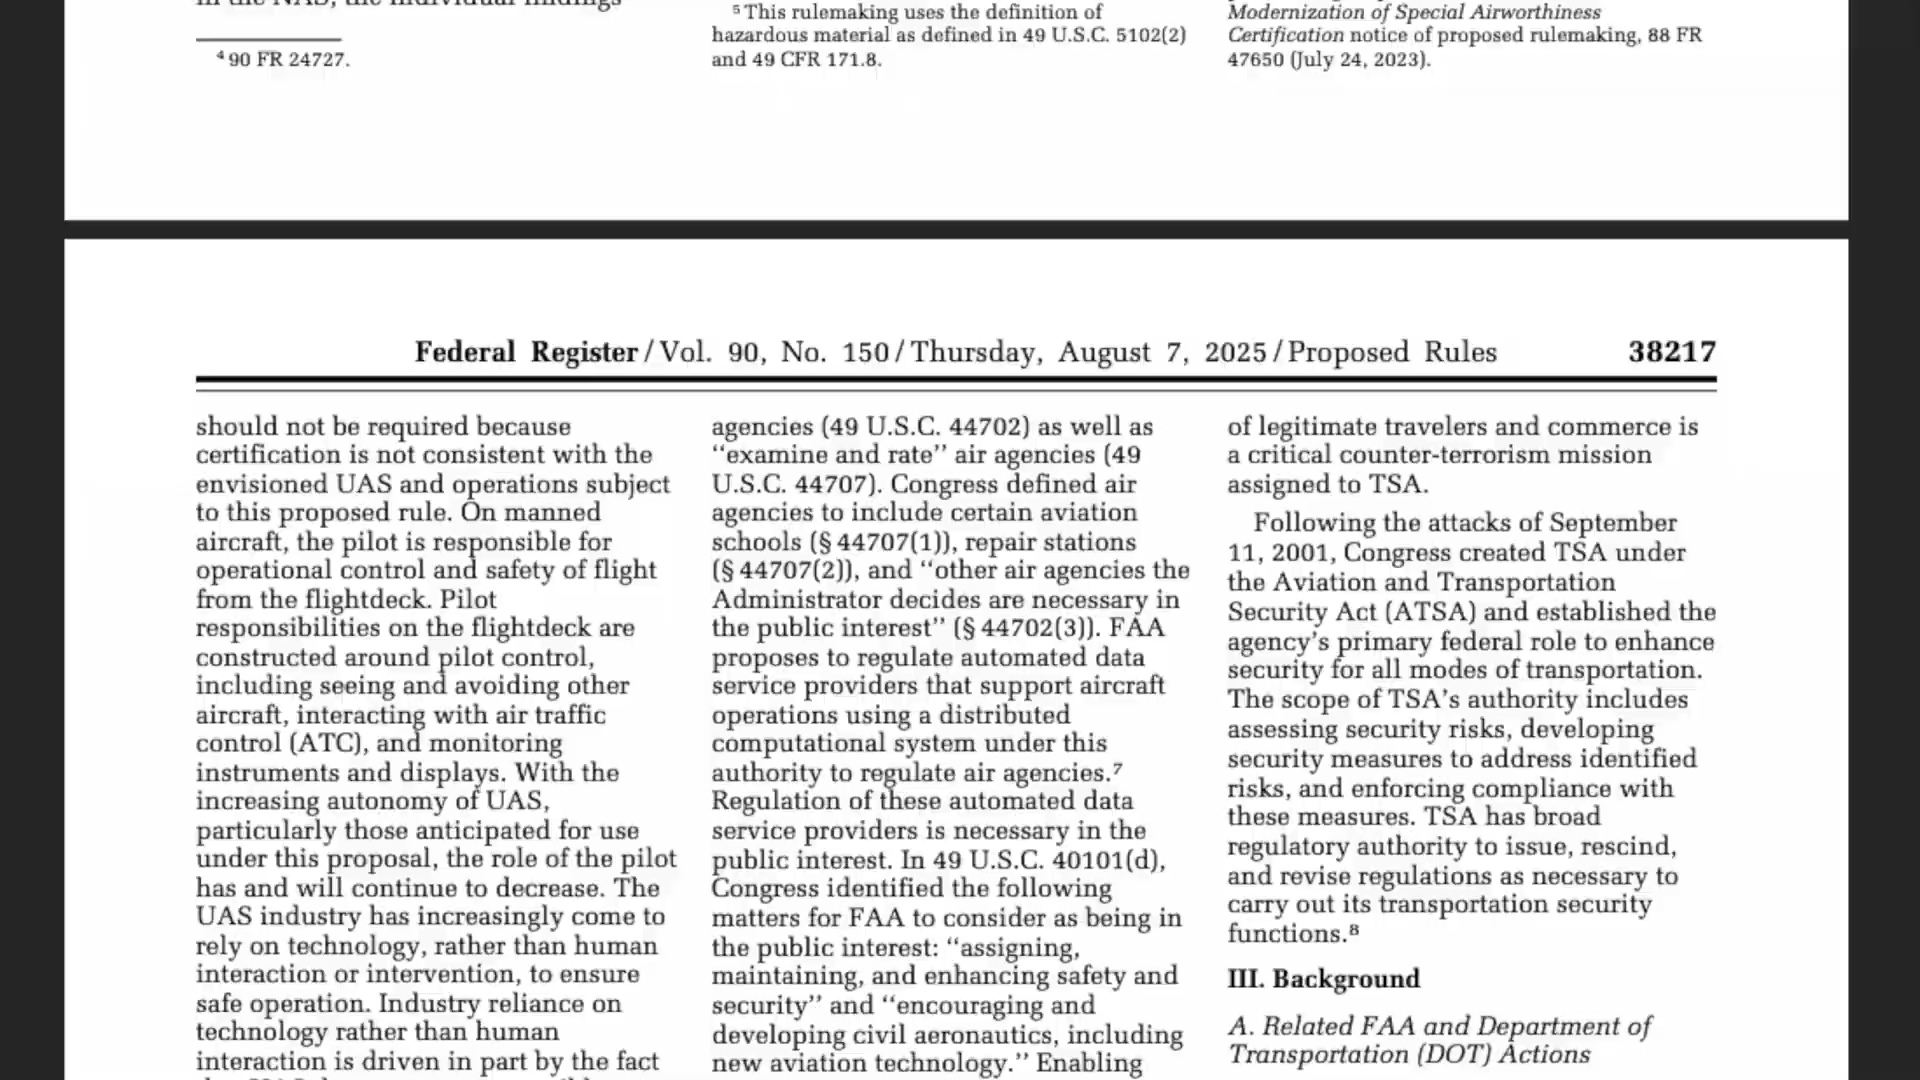 ⁴ 90 FR 24727.
⁵ This rulemaking uses the definition of
hazardous material as defined in 49 U.S.C. 5102(2)
and 49 CFR 171.8.
Modernization of Special Airworthiness
Certification notice of proposed rulemaking, 88 FR
47650 (July 24, 2023).
Federal Register / Vol. 90, No. 150 / Thursday, August 7, 2025 / Proposed Rules 38217
should not be required because
certification is not consistent with the
envisioned UAS and operations subject
to this proposed rule. On manned
aircraft, the pilot is responsible for
operational control and safety of flight
from the flightdeck. Pilot
responsibilities on the flightdeck are
constructed around pilot control,
including seeing and avoiding other
aircraft, interacting with air traffic
control (ATC), and monitoring
instruments and displays. With the
increasing autonomy of UAS,
particularly those anticipated for use
under this proposal, the role of the pilot
has and will continue to decrease. The
UAS industry has increasingly come to
rely on technology, rather than human
interaction or intervention, to ensure
safe operation. Industry reliance on
technology rather than human
interaction is driven in part by the fact
agencies (49 U.S.C. 44702) as well as
‘‘examine and rate’’ air agencies (49
U.S.C. 44707). Congress defined air
agencies to include certain aviation
schools (§ 44707(1)), repair stations
(§ 44707(2)), and ‘‘other air agencies the
Administrator decides are necessary in
the public interest’’ (§ 44702(3)). FAA
proposes to regulate automated data
service providers that support aircraft
operations using a distributed
computational system under this
authority to regulate air agencies.⁷
Regulation of these automated data
service providers is necessary in the
public interest. In 49 U.S.C. 40101(d),
Congress identified the following
matters for FAA to consider as being in
the public interest: ‘‘assigning,
maintaining, and enhancing safety and
security’’ and ‘‘encouraging and
developing civil aeronautics, including
new aviation technology.’’ Enabling
of legitimate travelers and commerce is
a critical counter-terrorism mission
assigned to TSA.
Following the attacks of September
11, 2001, Congress created TSA under
the Aviation and Transportation
Security Act (ATSA) and established the
agency’s primary federal role to enhance
security for all modes of transportation.
The scope of TSA’s authority includes
assessing security risks, developing
security measures to address identified
risks, and enforcing compliance with
these measures. TSA has broad
regulatory authority to issue, rescind,
and revise regulations as necessary to
carry out its transportation security
functions.⁸
III. Background
A. Related FAA and Department of
Transportation (DOT) Actions